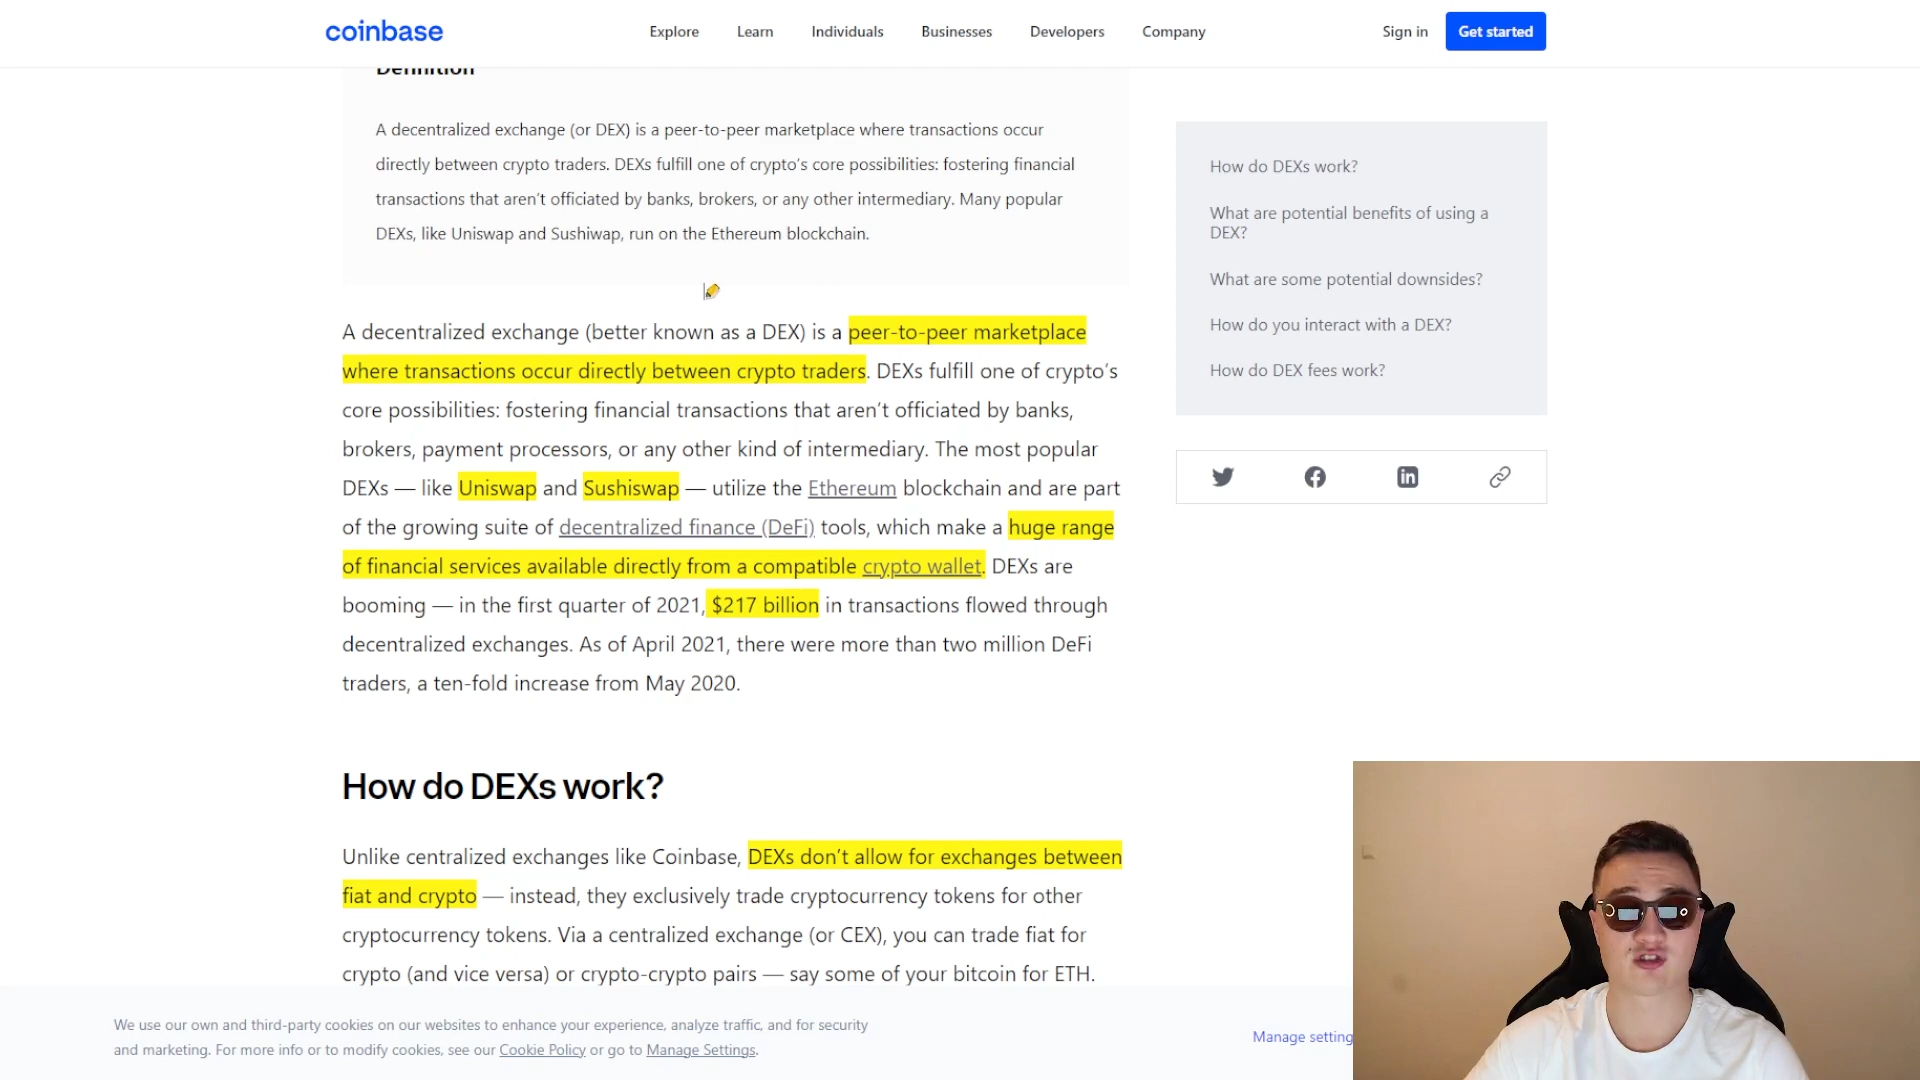 coinbase
Explore
Learn
Individuals
Businesses
Developers
Company
Sign in
Get started
Definition
A decentralized exchange (or DEX) is a peer-to-peer marketplace where transactions occur
directly between crypto traders. DEXs fulfill one of crypto's core possibilities: fostering financial
transactions that aren't officiated by banks, brokers, or any other intermediary. Many popular
DEXs, like Uniswap and Sushiwap, run on the Ethereum blockchain.
A decentralized exchange (better known as a DEX) is a peer-to-peer marketplace
where transactions occur directly between crypto traders. DEXs fulfill one of crypto's
core possibilities: fostering financial transactions that aren't officiated by banks,
brokers, payment processors, or any other kind of intermediary. The most popular
DEXs — like Uniswap and Sushiswap — utilize the Ethereum blockchain and are part
of the growing suite of decentralized finance (DeFi) tools, which make a huge range
of financial services available directly from a compatible crypto wallet. DEXs are
booming — in the first quarter of 2021, $217 billion in transactions flowed through
decentralized exchanges. As of April 2021, there were more than two million DeFi
traders, a ten-fold increase from May 2020.
How do DEXs work?
Unlike centralized exchanges like Coinbase, DEXs don't allow for exchanges between
fiat and crypto — instead, they exclusively trade cryptocurrency tokens for other
cryptocurrency tokens. Via a centralized exchange (or CEX), you can trade fiat for
crypto (and vice versa) or crypto-crypto pairs — say some of your bitcoin for ETH.
How do DEXs work?
What are potential benefits of using a
DEX?
What are some potential downsides?
How do you interact with a DEX?
How do DEX fees work?
We use our own and third-party cookies on our websites to enhance your experience, analyze traffic, and for security
and marketing. For more info or to modify cookies, see our Cookie Policy or go to Manage Settings.
Manage setting